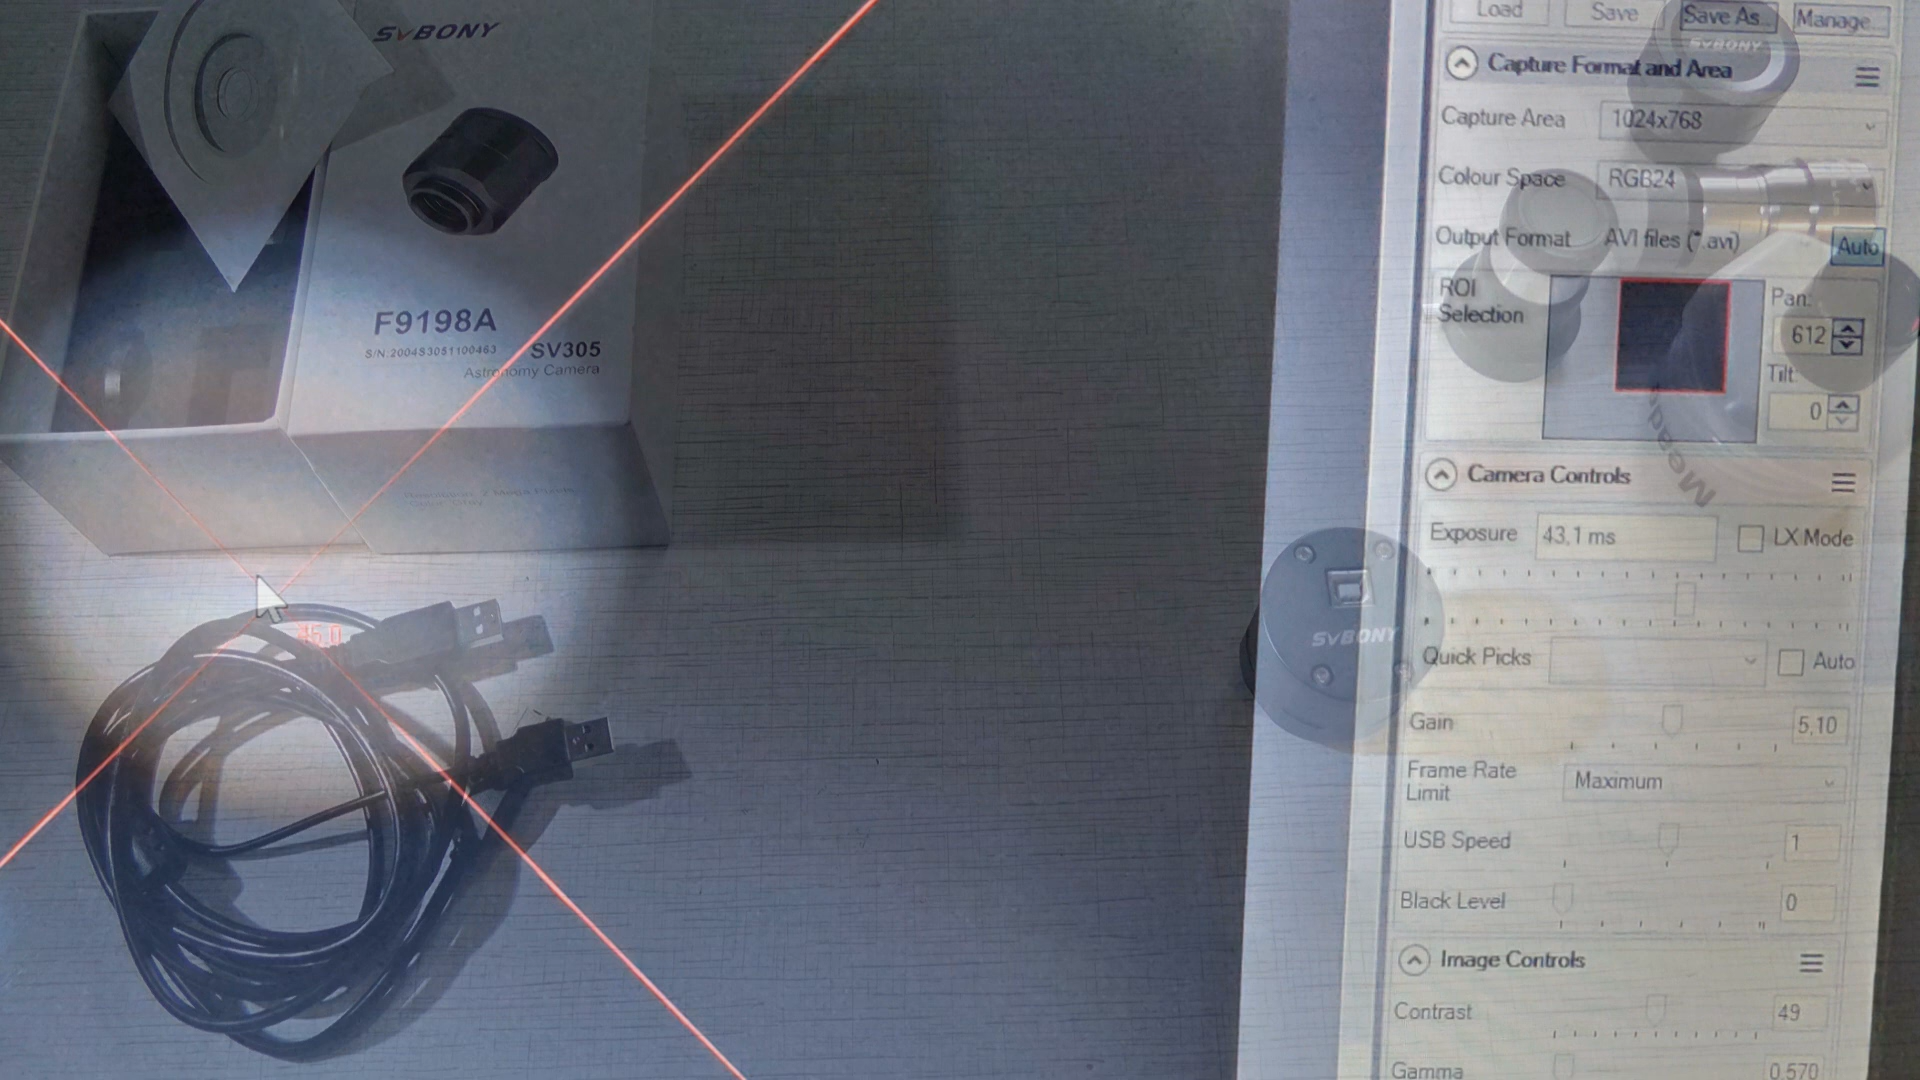 SVBONY
F9198A
S/N:2004S3051100463
SV305
Astronomy Camera
SVBONY
Load
Save
Save As..
Manage
SVBONY
Capture Format and Area
Capture Area
1024x768
Colour Space
RGB24
Output Format
AVI files (*.avi)
Auto
ROI
Selection
Pan:
612
Tilt:
0
Meade
Camera Controls
Exposure
43,1 ms
LX Mode
Quick Picks
Auto
Gain
5,10
Frame Rate
Limit
Maximum
USB Speed
1
Black Level
0
Image Controls
Contrast
49
Gamma
0,570